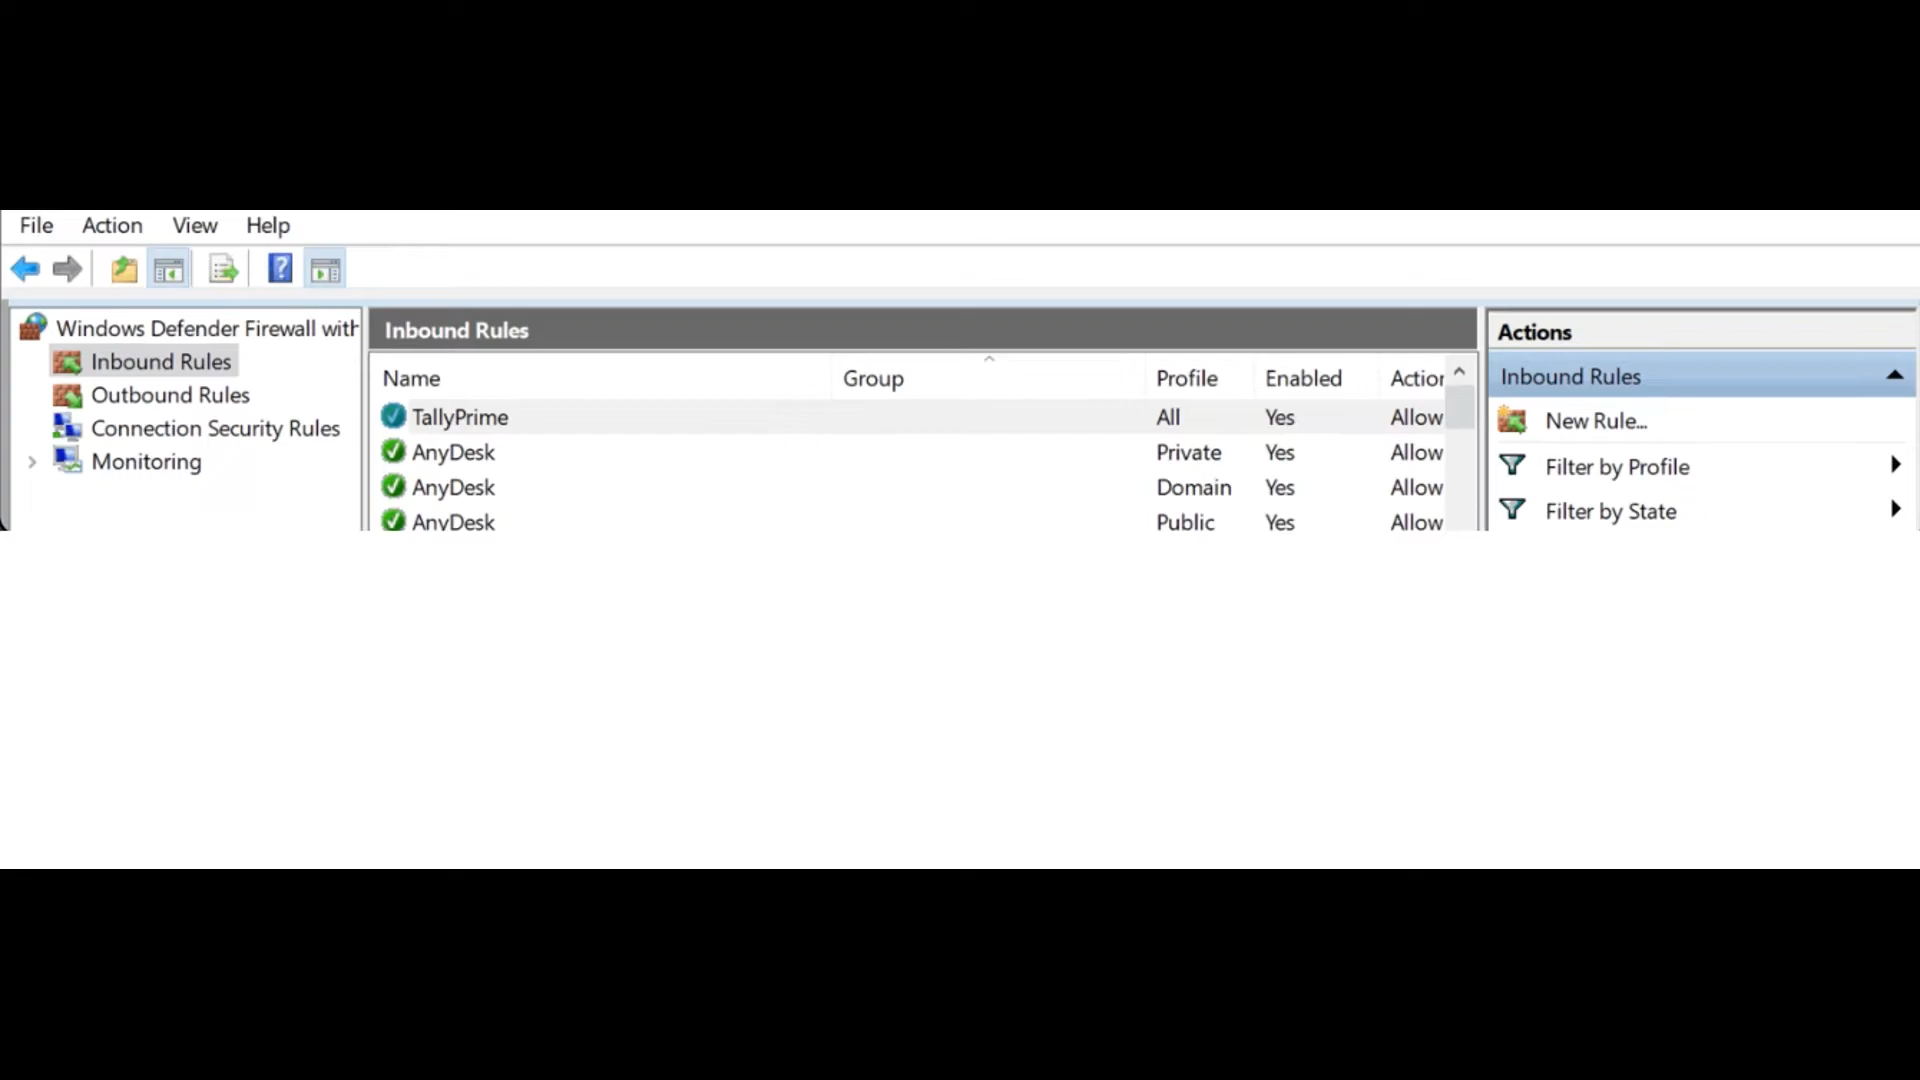 File Action View Help
Windows Defender Firewall with
Inbound Rules
Outbound Rules
Connection Security Rules
Monitoring
Inbound Rules
Name Group Profile Enabled Action
TallyPrime All Yes Allow
AnyDesk Private Yes Allow
AnyDesk Domain Yes Allow
AnyDesk Public Yes Allow
Actions
Inbound Rules
New Rule...
Filter by Profile
Filter by State